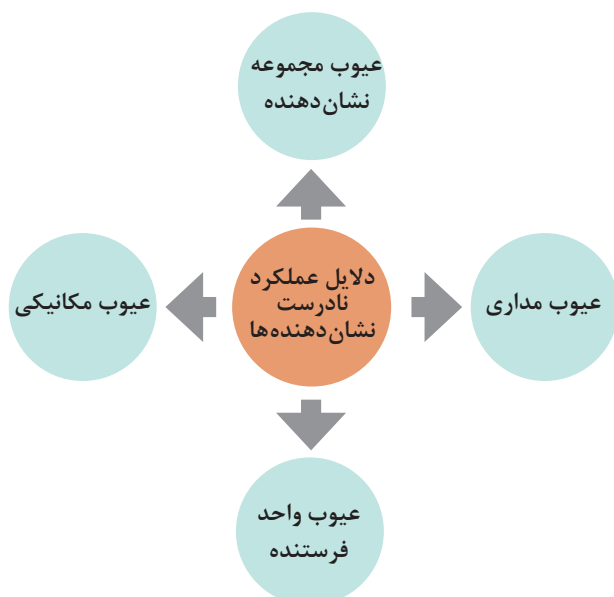 عیوب مجموعه
نشان‌دهنده
دلایل عملکرد
نادرست
نشان‌دهنده‌ها
عیوب مداری
عیوب مکانیکی
عیوب واحد
فرستنده